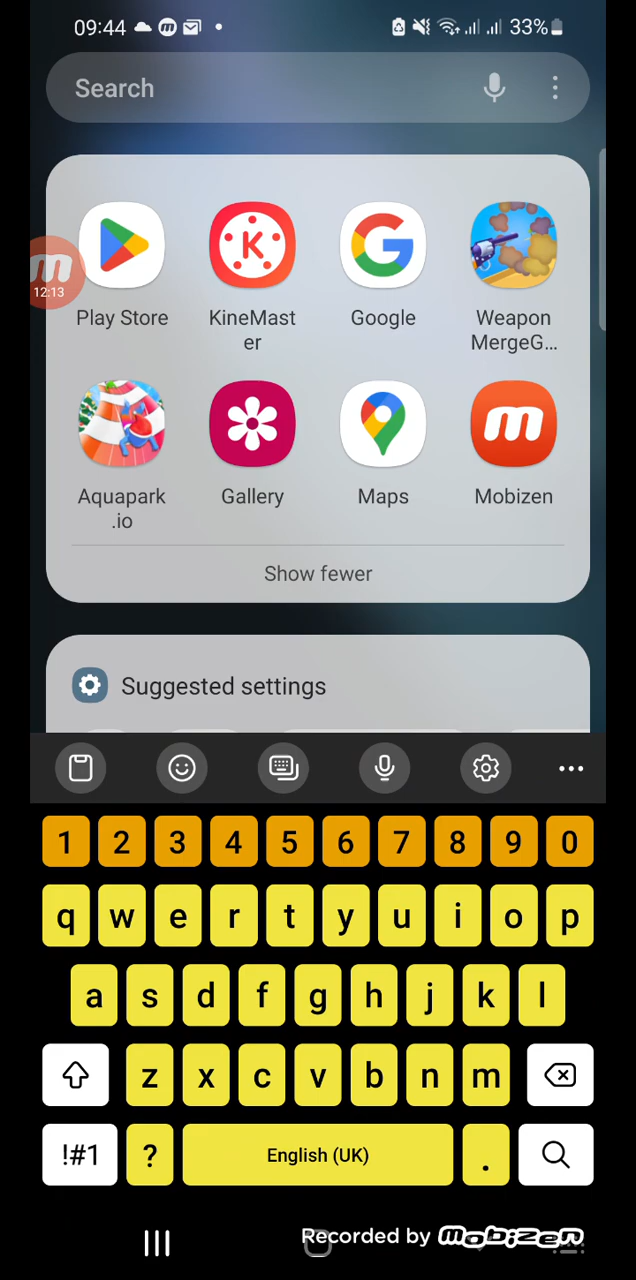 09:44
33%
Search
12:13
Play Store
KineMast
er
Google
Weapon
MergeG...
Aquapark
.io
Gallery
Maps
Mobizen
Show fewer
Suggested settings
1 2 3 4 5 6 7 8 9 0
q w e r t y u i o p
a s d f g h j k l
z x c v b n m
!#1 ? English (UK) .
Recorded by mobizen